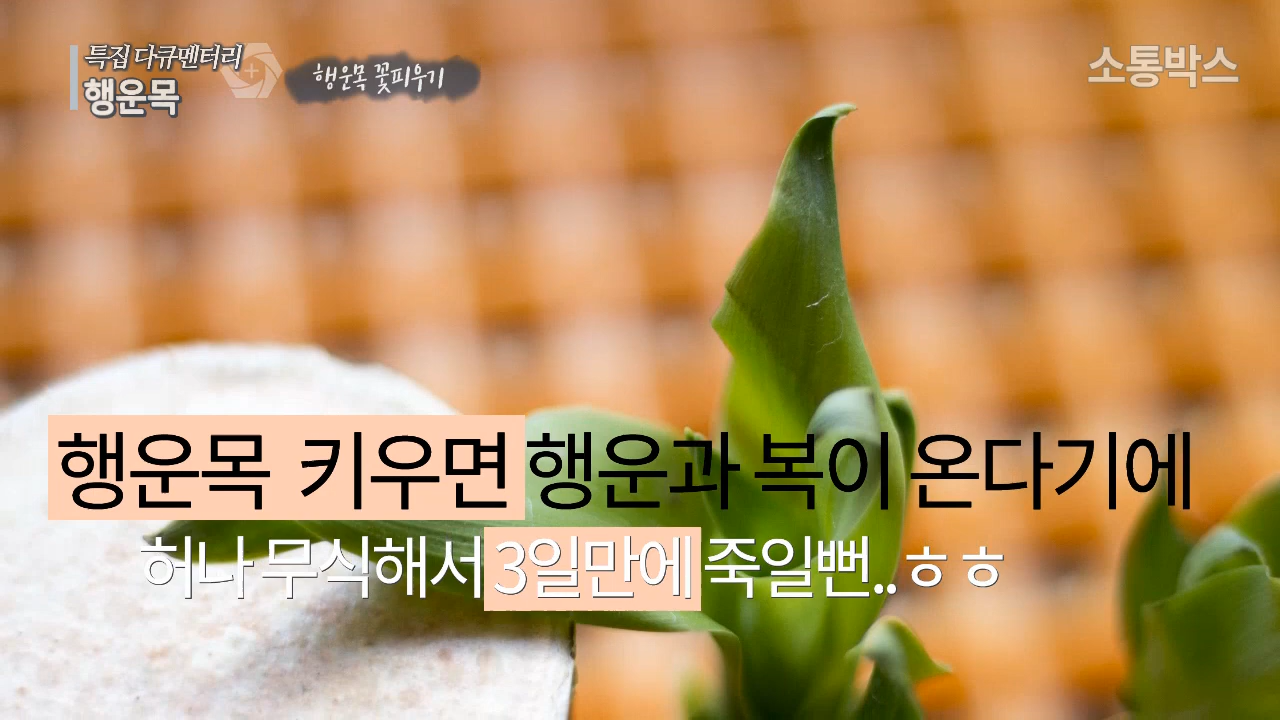 특집 다큐멘터리
행운목
행운목 꽃피우기
소통박스
행운목 키우면 행운과 복이 온다기에
허나 무식해서 3일만에 죽일뻔..ㅎㅎ